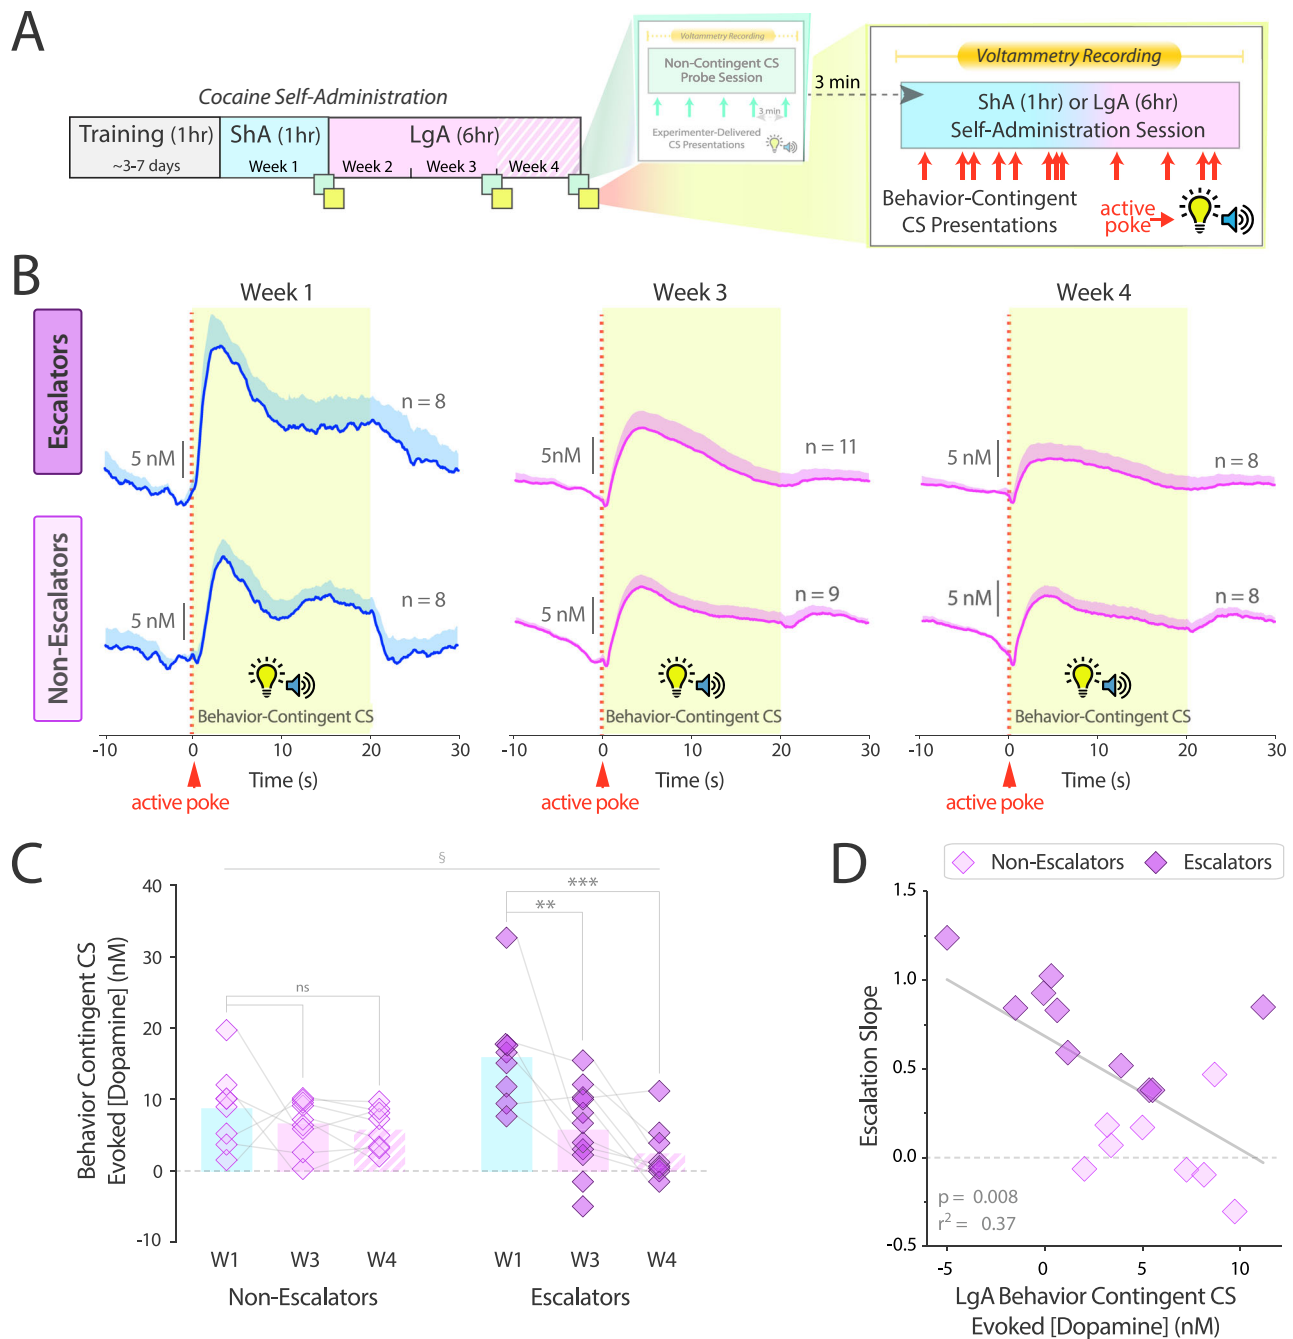 A
Cocaine Self-Administration
Training (1hr)
~3-7 days
ShA (1hr)
Week 1
LgA (6hr)
Week 2
Week 3
Week 4
Voltammetry Recording
Non-Contingent CS
Probe Session
3 min
Experimenter-Delivered
CS Presentations
3 min
Voltammetry Recording
ShA (1hr) or LgA (6hr)
Self-Administration Session
Behavior-Contingent
CS Presentations
active
poke
B
Week 1
Week 3
Week 4
Escalators
5 nM
n = 8
5nM
n = 11
5 nM
n = 8
Non-Escalators
5 nM
n = 8
5 nM
n = 9
5 nM
n = 8
Behavior-Contingent CS
Behavior-Contingent CS
Behavior-Contingent CS
-10 0 10 20 30
-10 0 10 20 30
-10 0 10 20 30
Time (s)
Time (s)
Time (s)
active poke
active poke
active poke
C
Behavior Contingent CS
Evoked [Dopamine] (nM)
40
30
20
10
0
-10
§
ns
**
***
W1 W3 W4
W1 W3 W4
Non-Escalators
Escalators
D
Non-Escalators
Escalators
Escalation Slope
1.5
1.0
0.5
0.0
-0.5
p = 0.008
r² = 0.37
-5 0 5 10
LgA Behavior Contingent CS
Evoked [Dopamine] (nM)